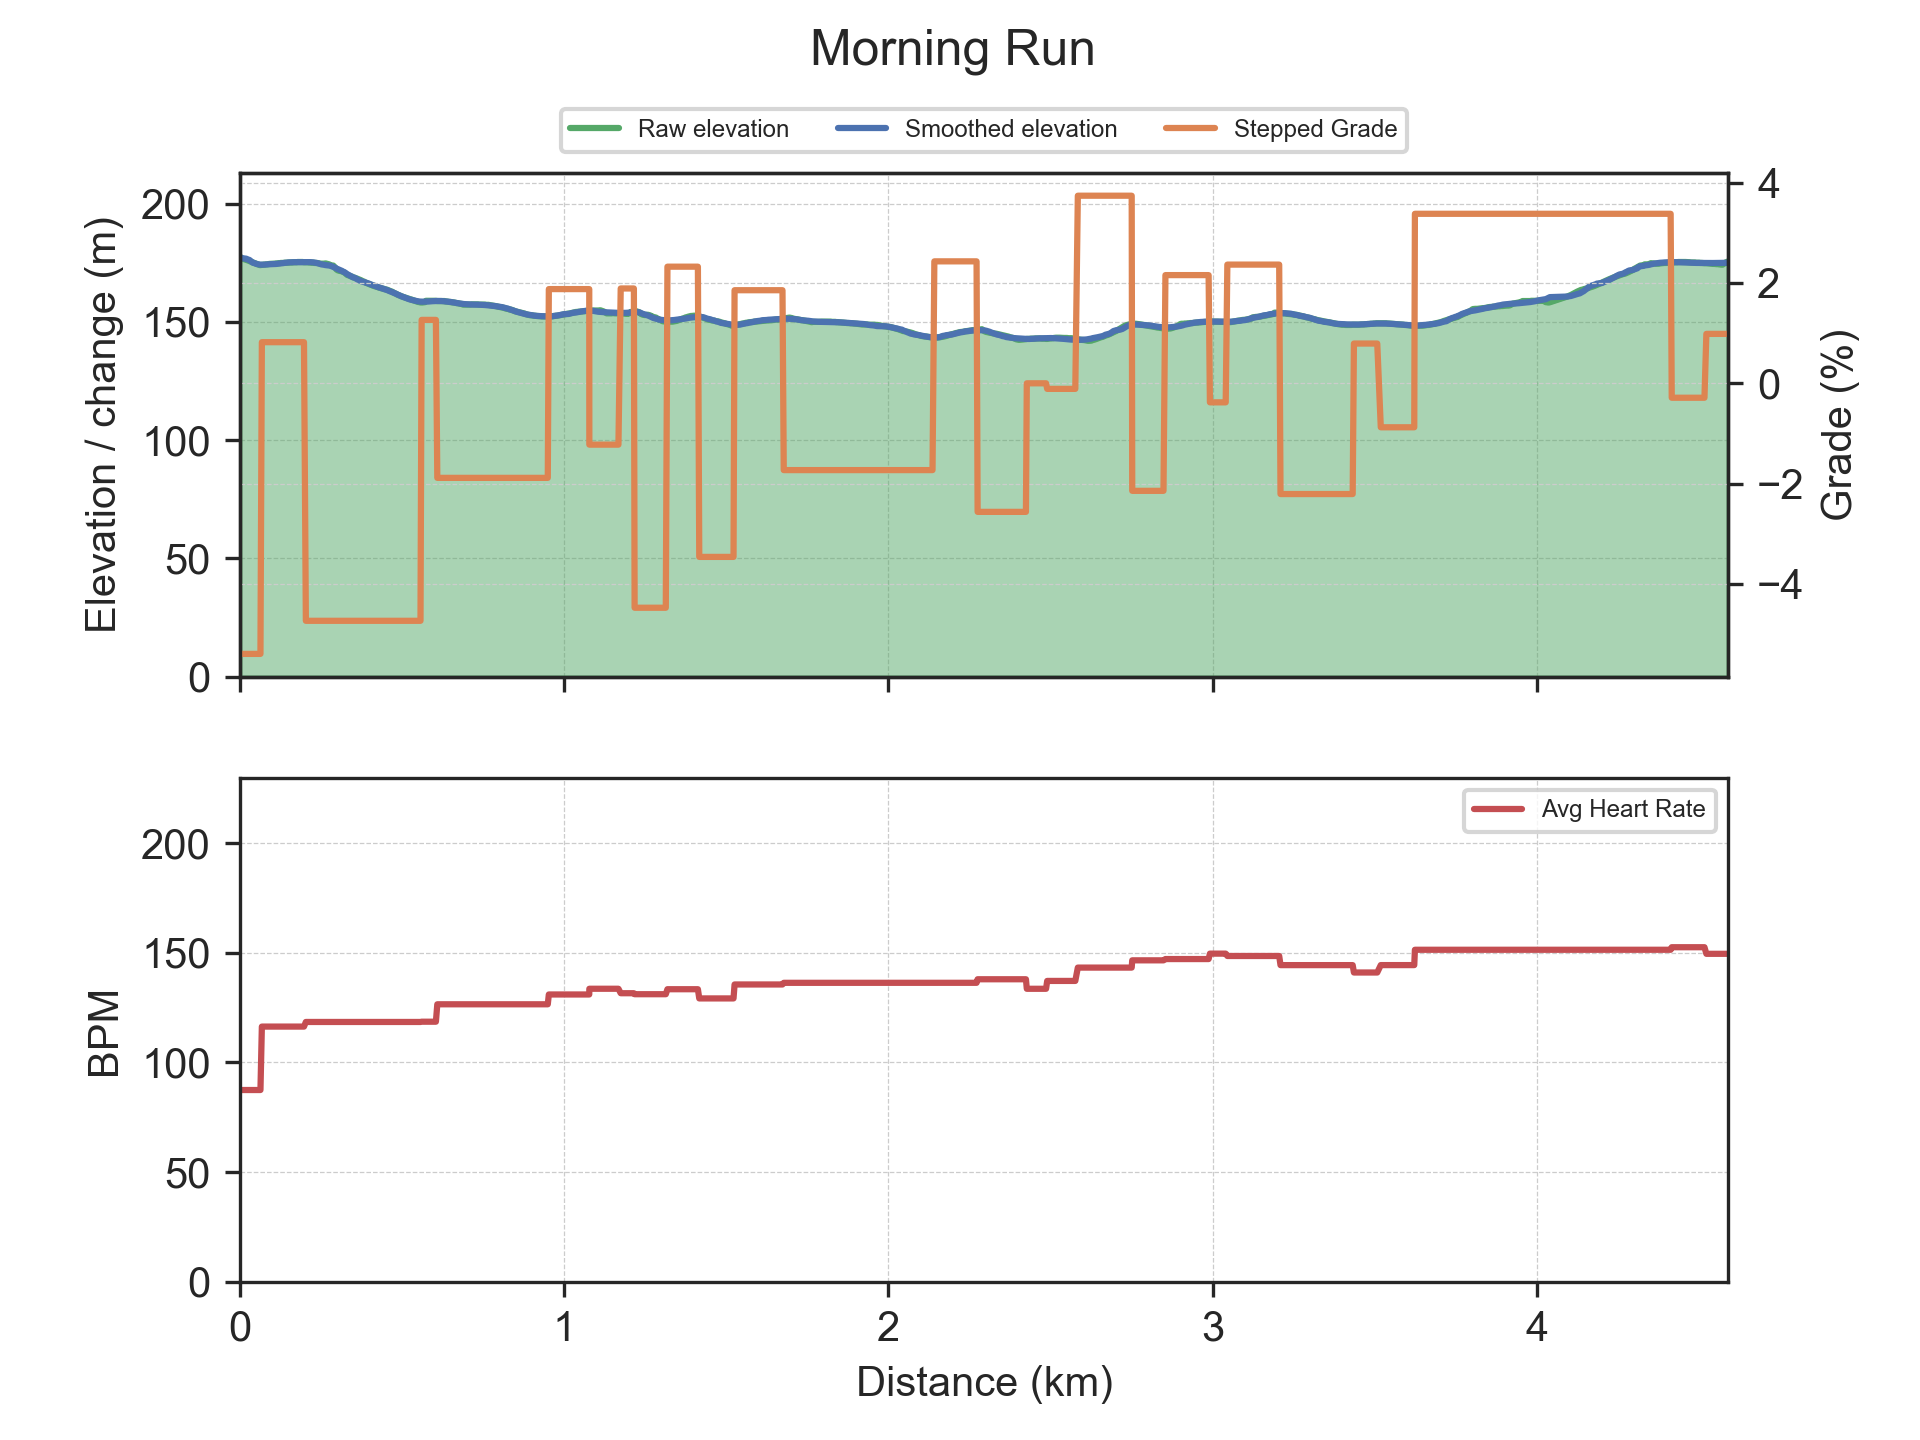 Morning Run
Raw elevation Smoothed elevation Stepped Grade
Elevation / change (m)
200
150
100
50
0
4
2
0
−2
−4
Grade (%)
Avg Heart Rate
BPM
200
150
100
50
0
0 1 2 3 4
Distance (km)